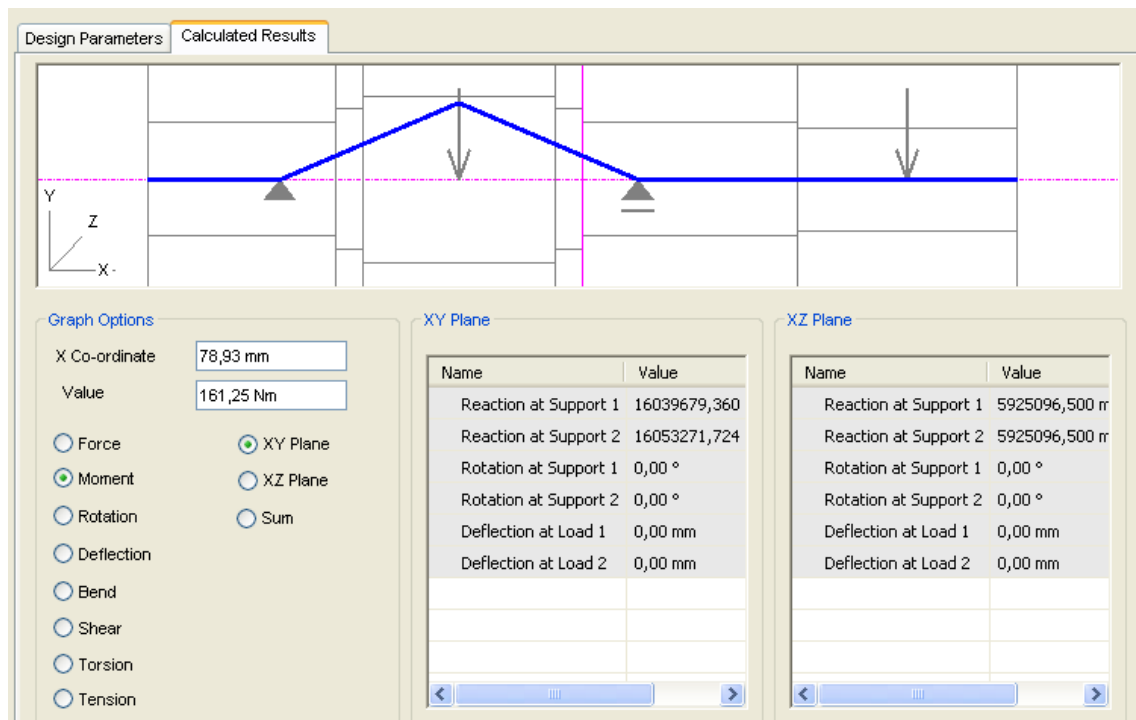 Design Parameters Calculated Results
Y
Z
X
Graph Options
X Co-ordinate 78,93 mm
Value 161,25 Nm
Force XY Plane
Moment XZ Plane
Rotation Sum
Deflection
Bend
Shear
Torsion
Tension
XY Plane
Name Value
Reaction at Support 1 16039679,360
Reaction at Support 2 16053271,724
Rotation at Support 1 0,00 °
Rotation at Support 2 0,00 °
Deflection at Load 1 0,00 mm
Deflection at Load 2 0,00 mm
XZ Plane
Name Value
Reaction at Support 1 5925096,500 m
Reaction at Support 2 5925096,500 m
Rotation at Support 1 0,00 °
Rotation at Support 2 0,00 °
Deflection at Load 1 0,00 mm
Deflection at Load 2 0,00 mm